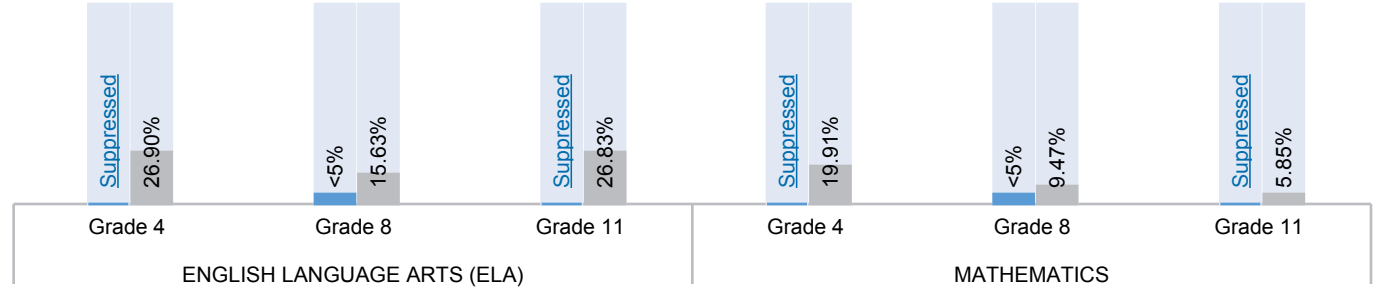 Suppressed
26.90%
<5%
15.63%
Suppressed
26.83%
Suppressed
19.91%
<5%
9.47%
Suppressed
5.85%
Grade 4
Grade 8
Grade 11
Grade 4
Grade 8
Grade 11
ENGLISH LANGUAGE ARTS (ELA)
MATHEMATICS